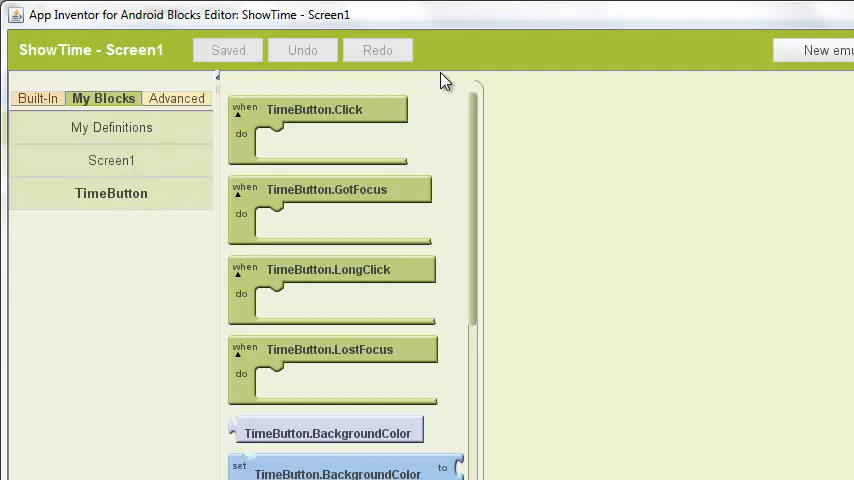 App Inventor for Android Blocks Editor: ShowTime - Screen1
ShowTime - Screen1 Saved Undo Redo New emu
Built-In My Blocks Advanced
My Definitions
Screen1
TimeButton
when TimeButton.Click
do
when TimeButton.GotFocus
do
when TimeButton.LongClick
do
when TimeButton.LostFocus
do
TimeButton.BackgroundColor
set TimeButton.BackgroundColor to